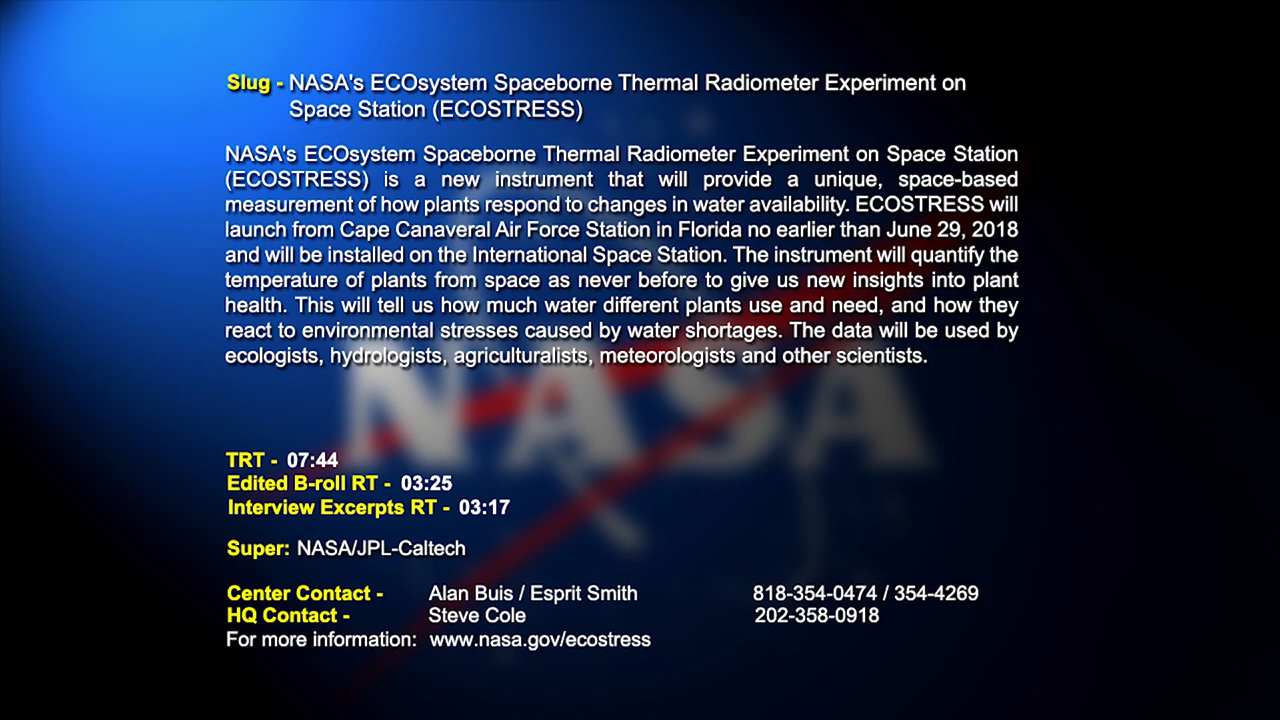 Slug - NASA's ECOsystem Spaceborne Thermal Radiometer Experiment on
Space Station (ECOSTRESS)
NASA's ECOsystem Spaceborne Thermal Radiometer Experiment on Space Station
(ECOSTRESS) is a new instrument that will provide a unique, space-based
measurement of how plants respond to changes in water availability. ECOSTRESS will
launch from Cape Canaveral Air Force Station in Florida no earlier than June 29, 2018
and will be installed on the International Space Station. The instrument will quantify the
temperature of plants from space as never before to give us new insights into plant
health. This will tell us how much water different plants use and need, and how they
react to environmental stresses caused by water shortages. The data will be used by
ecologists, hydrologists, agriculturalists, meteorologists and other scientists.
NASA
TRT - 07:44
Edited B-roll RT - 03:25
Interview Excerpts RT - 03:17
Super: NASA/JPL-Caltech
Center Contact - Alan Buis / Esprit Smith 818-354-0474 / 354-4269
HQ Contact - Steve Cole 202-358-0918
For more information: www.nasa.gov/ecostress